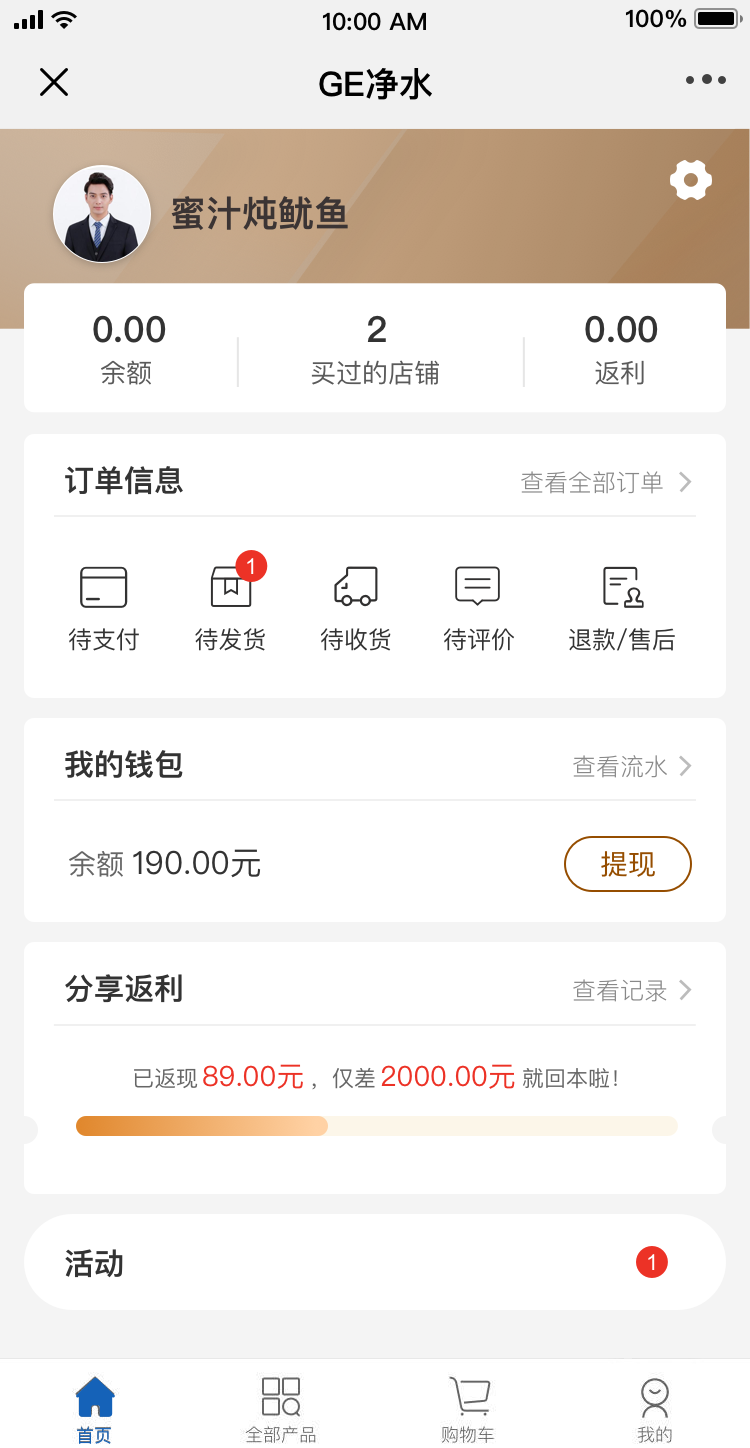 10:00 AM 100%
GE净水
蜜汁炖鱿鱼
0.00 2 0.00
余额 买过的店铺 返利
订单信息 查看全部订单
1
待支付 待发货 待收货 待评价 退款/售后
我的钱包 查看流水
余额 190.00元 提现
分享返利 查看记录
已返现 89.00元 ，仅差 2000.00元 就回本啦！
活动 1
首页 全部产品 购物车 我的